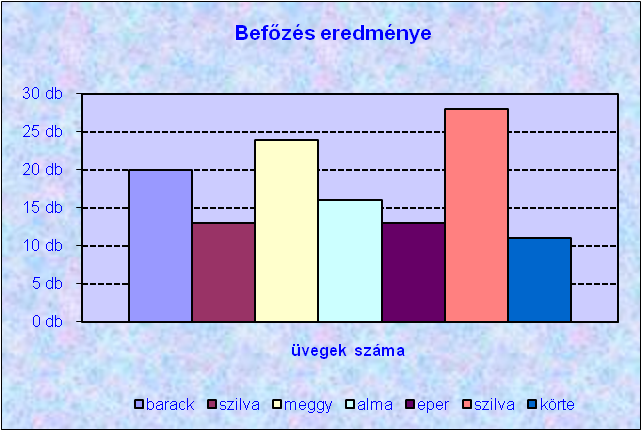 Befőzés eredménye
30 db
25 db
20 db
15 db
10 db
5 db
0 db
üvegek száma
barack szilva meggy alma eper szilva körte